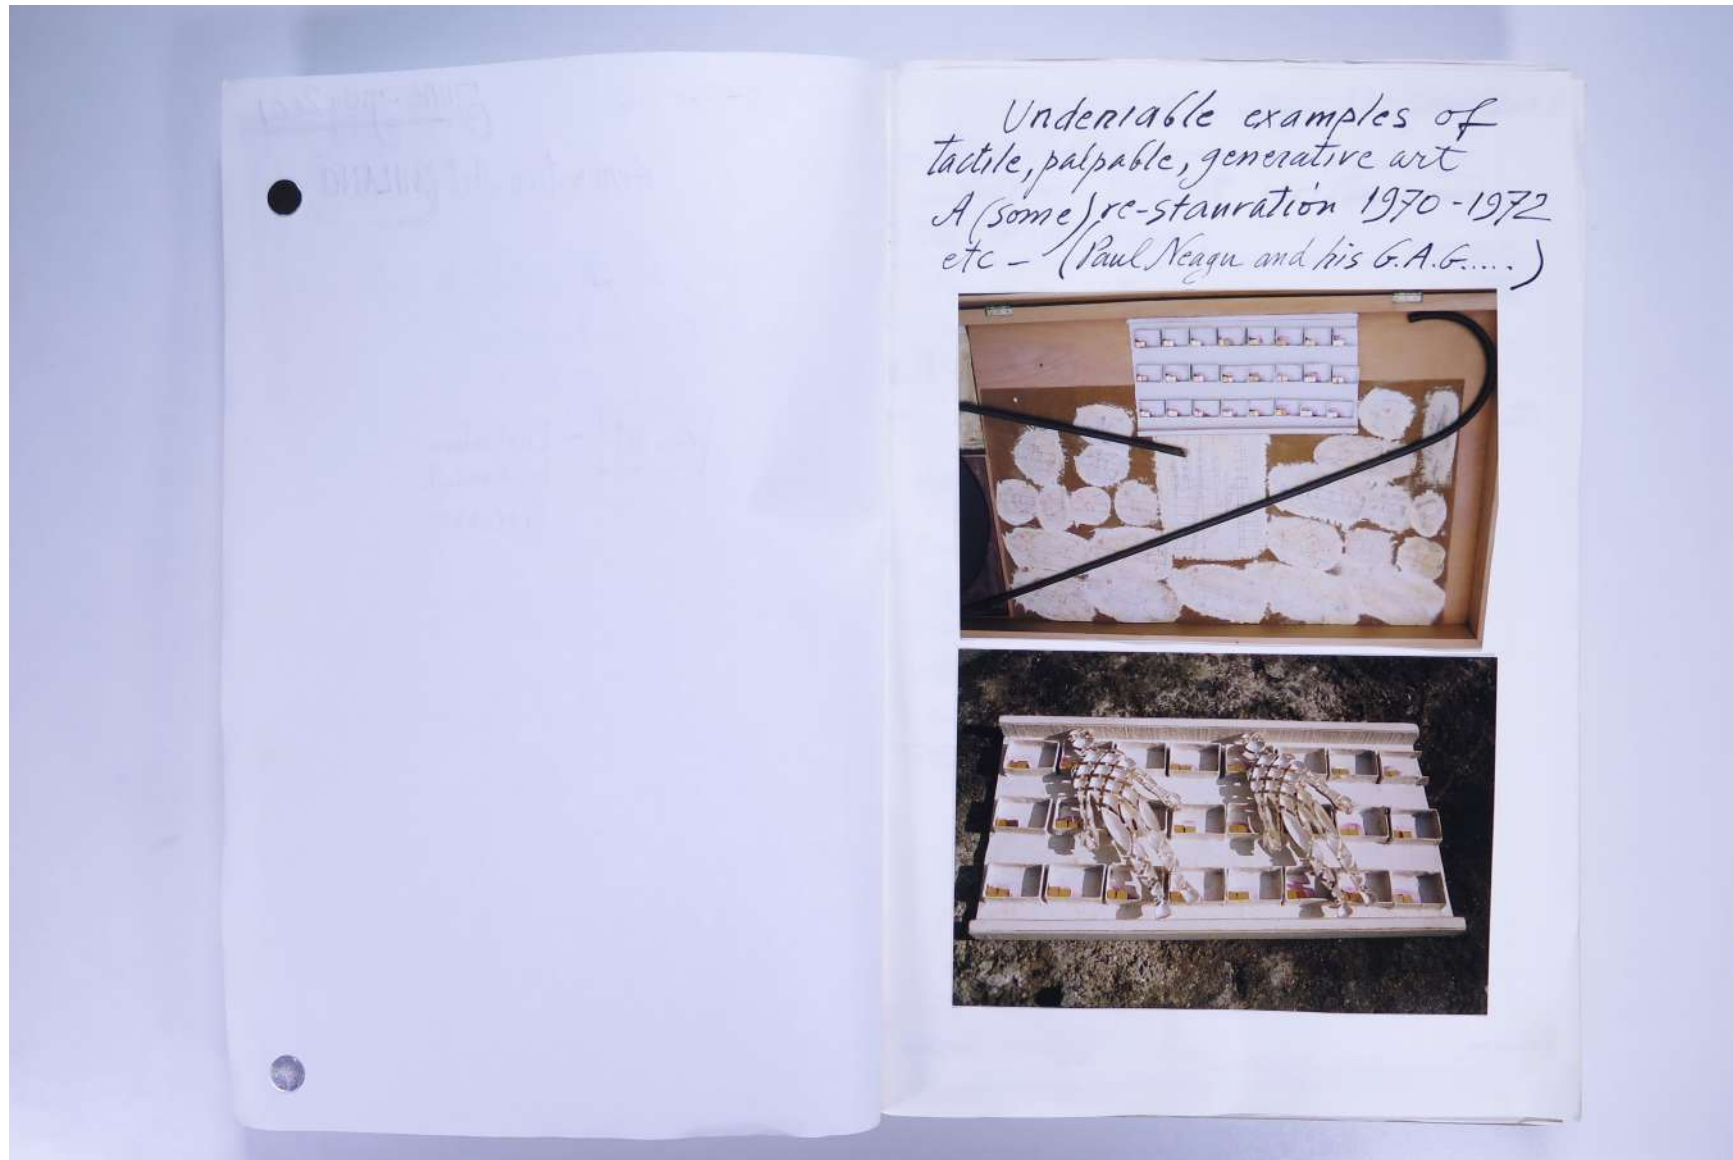 Undeniable examples of
tactile, palpable, generative art
A (some) re-stauration 1970-1972
etc - (Paul Neagu and his G.A.G.....)